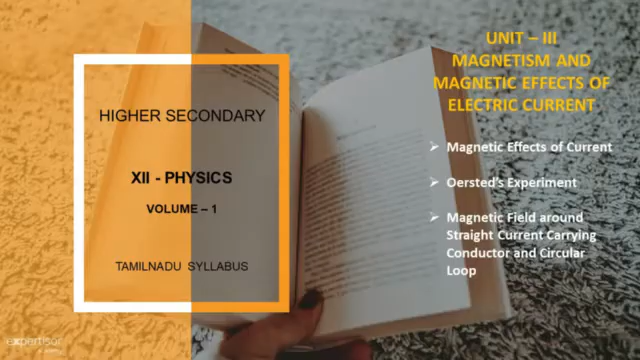 HIGHER SECONDARY
XII - PHYSICS
VOLUME – 1
TAMILNADU SYLLABUS
UNIT – III
MAGNETISM AND
MAGNETIC EFFECTS OF
ELECTRIC CURRENT
➢ Magnetic Effects of Current
➢ Oersted's Experiment
➢ Magnetic Field around
Straight Current Carrying
Conductor and Circular
Loop
expertisor